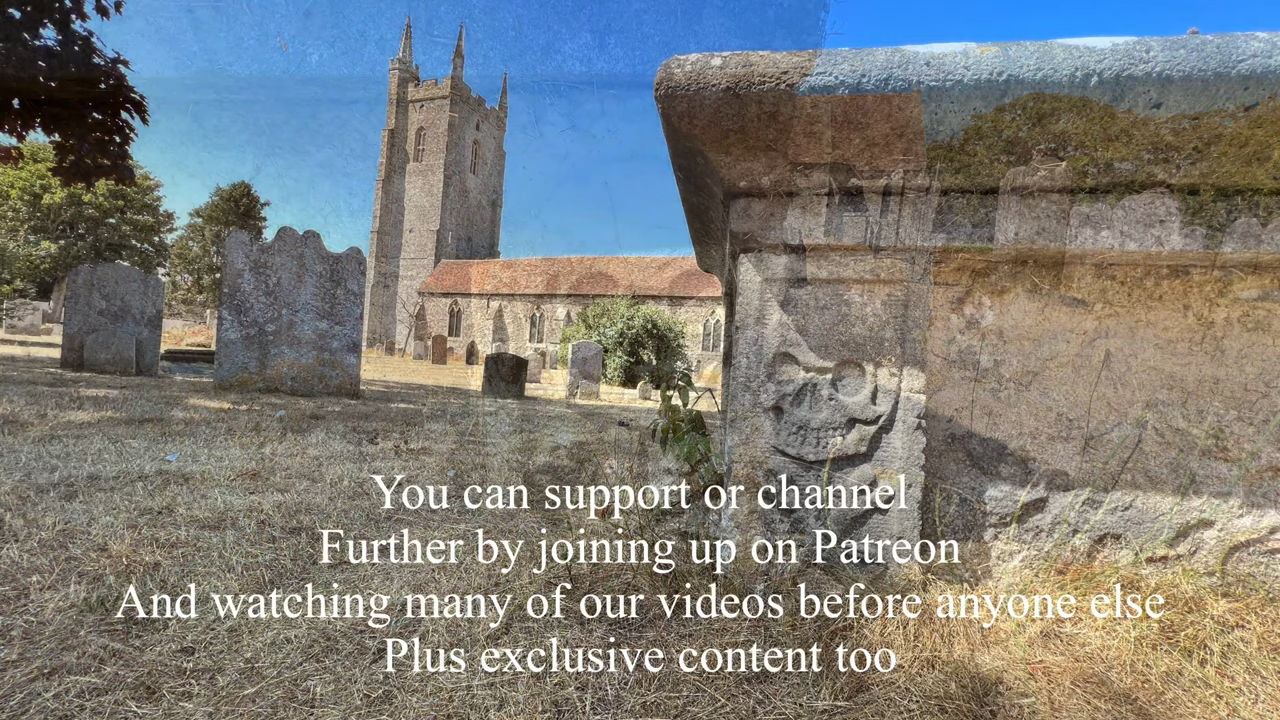 You can support or channel
Further by joining up on Patreon
And watching many of our videos before anyone else
Plus exclusive content too